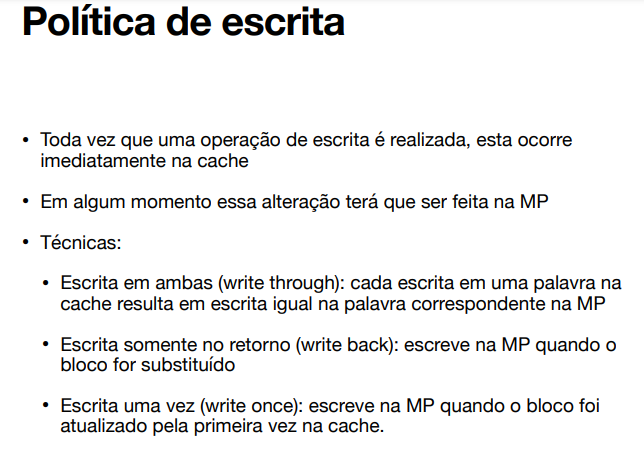 Política de escrita
• Toda vez que uma operação de escrita é realizada, esta ocorre
imediatamente na cache
• Em algum momento essa alteração terá que ser feita na MP
• Técnicas:
• Escrita em ambas (write through): cada escrita em uma palavra na
cache resulta em escrita igual na palavra correspondente na MP
• Escrita somente no retorno (write back): escreve na MP quando o
bloco for substituído
• Escrita uma vez (write once): escreve na MP quando o bloco foi
atualizado pela primeira vez na cache.